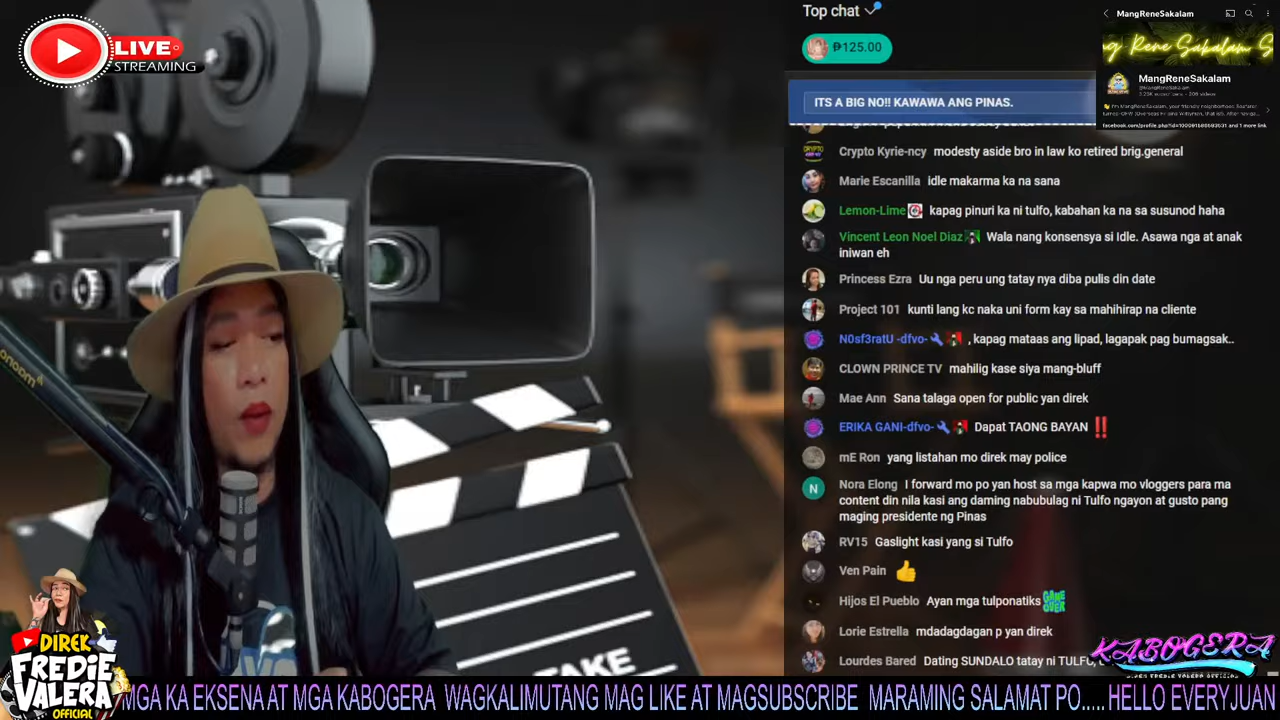 LIVE
STREAMING
Top chat
₱125.00
ITS A BIG NO!! KAWAWA ANG PINAS.
MangReneSakalam
ng Rene Sakalam S
MangReneSakalam
@MangReneSakalam
Crypto Kyrie-ncy modesty aside bro in law ko retired brig.general
Marie Escanilla idle makarma ka na sana
Lemon-Lime kapag pinuri ka ni tulfo, kabahan ka na sa susunod haha
Vincent Leon Noel Diaz Wala nang konsensya si Idle. Asawa nga at anak
iniwan eh
Princess Ezra Uu nga peru ung tatay nya diba pulis din date
Project 101 kunti lang kc naka uni form kay sa mahihirap na cliente
N0sf3ratU -dfvo- , kapag mataas ang lipad, lagapak pag bumagsak..
CLOWN PRINCE TV mahilig kase siya mang-bluff
Mae Ann Sana talaga open for public yan direk
ERIKA GANI-dfvo- Dapat TAONG BAYAN ‼️
mE Ron yang listahan mo direk may police
N
Nora Elong I forward mo po yan host sa mga kapwa mo vloggers para ma
content din nila kasi ang daming nabubulag ni Tulfo ngayon at gusto pang
maging presidente ng Pinas
RV15 Gaslight kasi yang si Tulfo
Ven Pain 👍
Hijos El Pueblo Ayan mga tulponatiks GAME OVER
Lorie Estrella mdadagdagan p yan direk
Lourdes Bared Dating SUNDALO tatay ni TULFO,
KABOGERA
maono
TAKE
DIREK
FREDIE
VALERA
OFFICIAL
MGA KA EKSENA AT MGA KABOGERA WAGKALIMUTANG MAG LIKE AT MAGSUBSCRIBE MARAMING SALAMAT PO..... HELLO EVERYJUAN